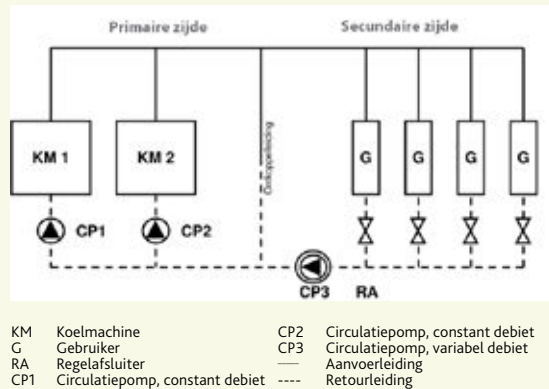 Primaire zijde Secundaire zijde
Ontkoppelleiding
KM 1 KM 2 G G G G
CP1 CP2
CP3 RA
KM Koelmachine
G Gebruiker
RA Regelafsluiter
CP1 Circulatiepomp, constant debiet
CP2 Circulatiepomp, constant debiet
CP3 Circulatiepomp, variabel debiet
— Aanvoerleiding
---- Retourleiding